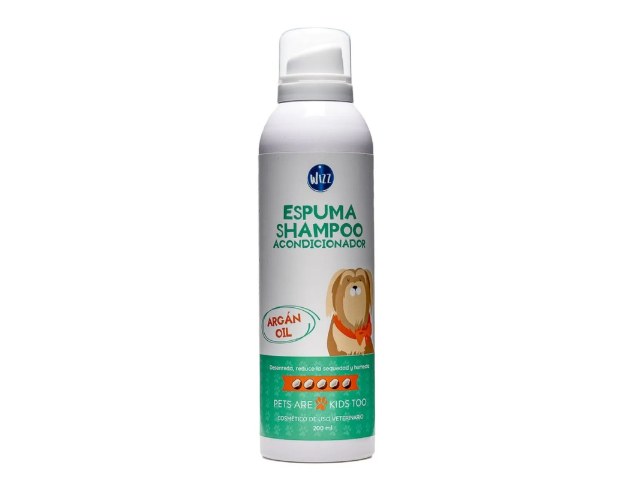 WIZZ
ESPUMA
SHAMPOO
ACONDICIONADOR
ARGÁN
OIL
Desenreda, reduce la sequedad y humecta
PETS ARE KIDS TOO
COSMÉTICO DE USO VETERINARIO
200 ml